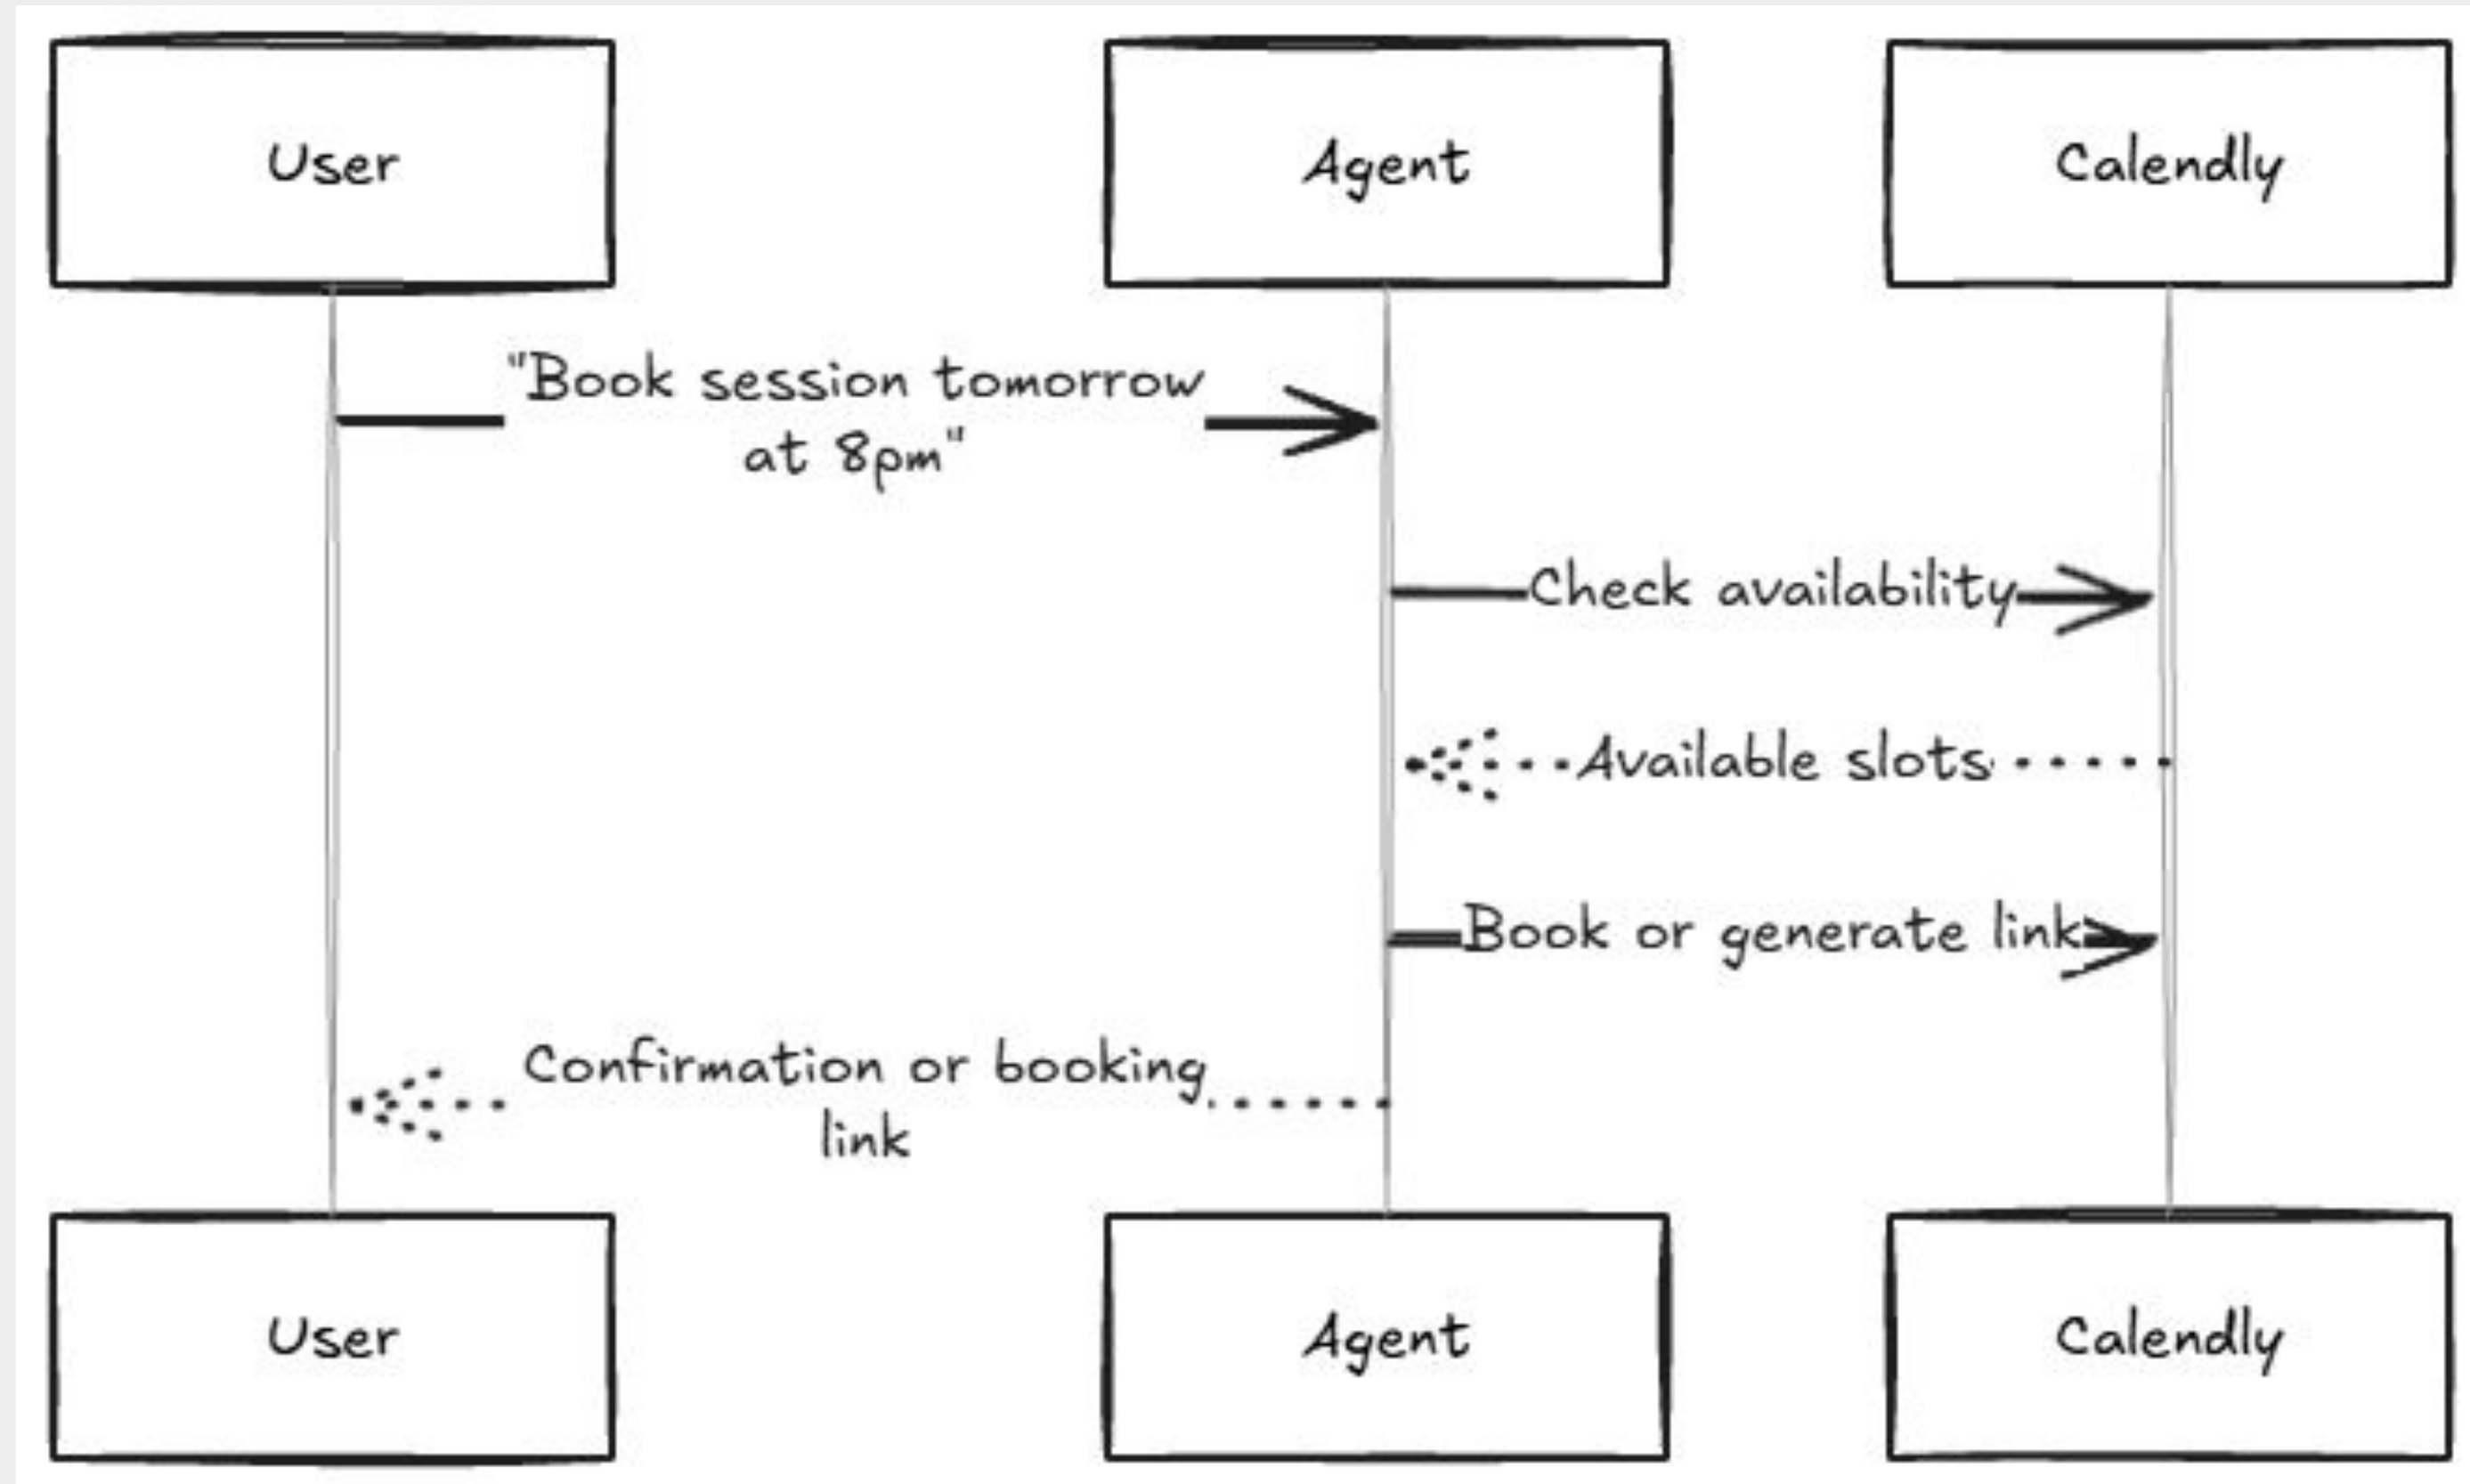 User
Agent
Calendly
"Book session tomorrow
at 8pm"
Check availability
Available slots
Book or generate link
Confirmation or booking
link
User
Agent
Calendly